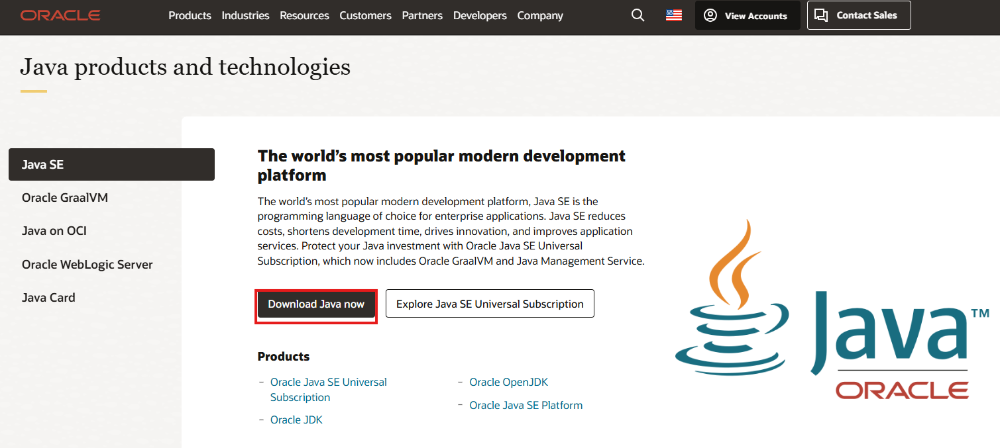 ORACLE Products Industries Resources Customers Partners Developers Company View Accounts Contact Sales
Java products and technologies
Java SE
Oracle GraalVM
Java on OCI
Oracle WebLogic Server
Java Card
The world’s most popular modern development
platform
The world’s most popular modern development platform, Java SE is the
programming language of choice for enterprise applications. Java SE reduces
costs, shortens development time, drives innovation, and improves application
services. Protect your Java investment with Oracle Java SE Universal
Subscription, which now includes Oracle GraalVM and Java Management Service.
Download Java now Explore Java SE Universal Subscription
Products
- Oracle Java SE Universal
Subscription
- Oracle JDK
- Oracle OpenJDK
- Oracle Java SE Platform
Java™
ORACLE